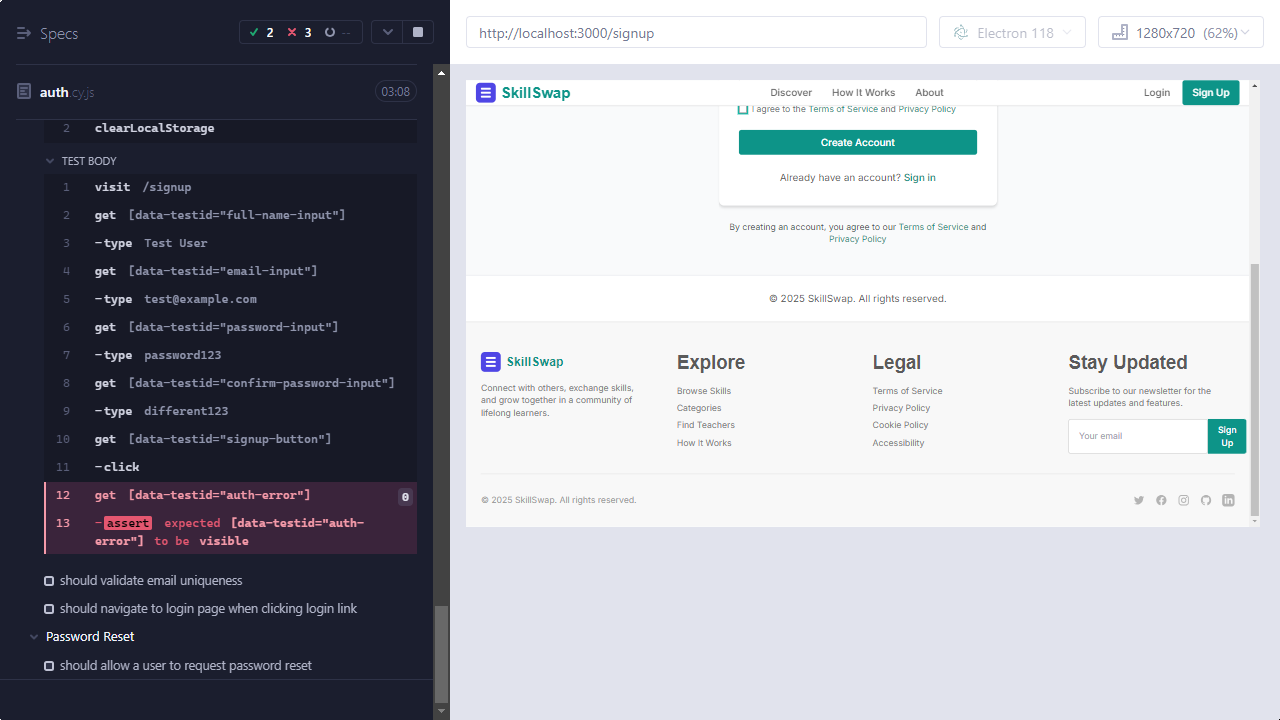 Specs
2
3
--
auth.cy.js
03:08
2 clearLocalStorage
TEST BODY
1 visit /signup
2 get [data-testid="full-name-input"]
3 -type Test User
4 get [data-testid="email-input"]
5 -type test@example.com
6 get [data-testid="password-input"]
7 -type password123
8 get [data-testid="confirm-password-input"]
9 -type different123
10 get [data-testid="signup-button"]
11 -click
12 get [data-testid="auth-error"] 0
13 -assert expected [data-testid="auth-
error"] to be visible
should validate email uniqueness
should navigate to login page when clicking login link
Password Reset
should allow a user to request password reset
http://localhost:3000/signup
Electron 118
1280x720 (62%)
SkillSwap
Discover
How It Works
About
Login
Sign Up
I agree to the Terms of Service and Privacy Policy
Create Account
Already have an account? Sign in
By creating an account, you agree to our Terms of Service and
Privacy Policy
© 2025 SkillSwap. All rights reserved.
SkillSwap
Connect with others, exchange skills,
and grow together in a community of
lifelong learners.
Explore
Browse Skills
Categories
Find Teachers
How It Works
Legal
Terms of Service
Privacy Policy
Cookie Policy
Accessibility
Stay Updated
Subscribe to our newsletter for the
latest updates and features.
Your email
Sign
Up
© 2025 SkillSwap. All rights reserved.